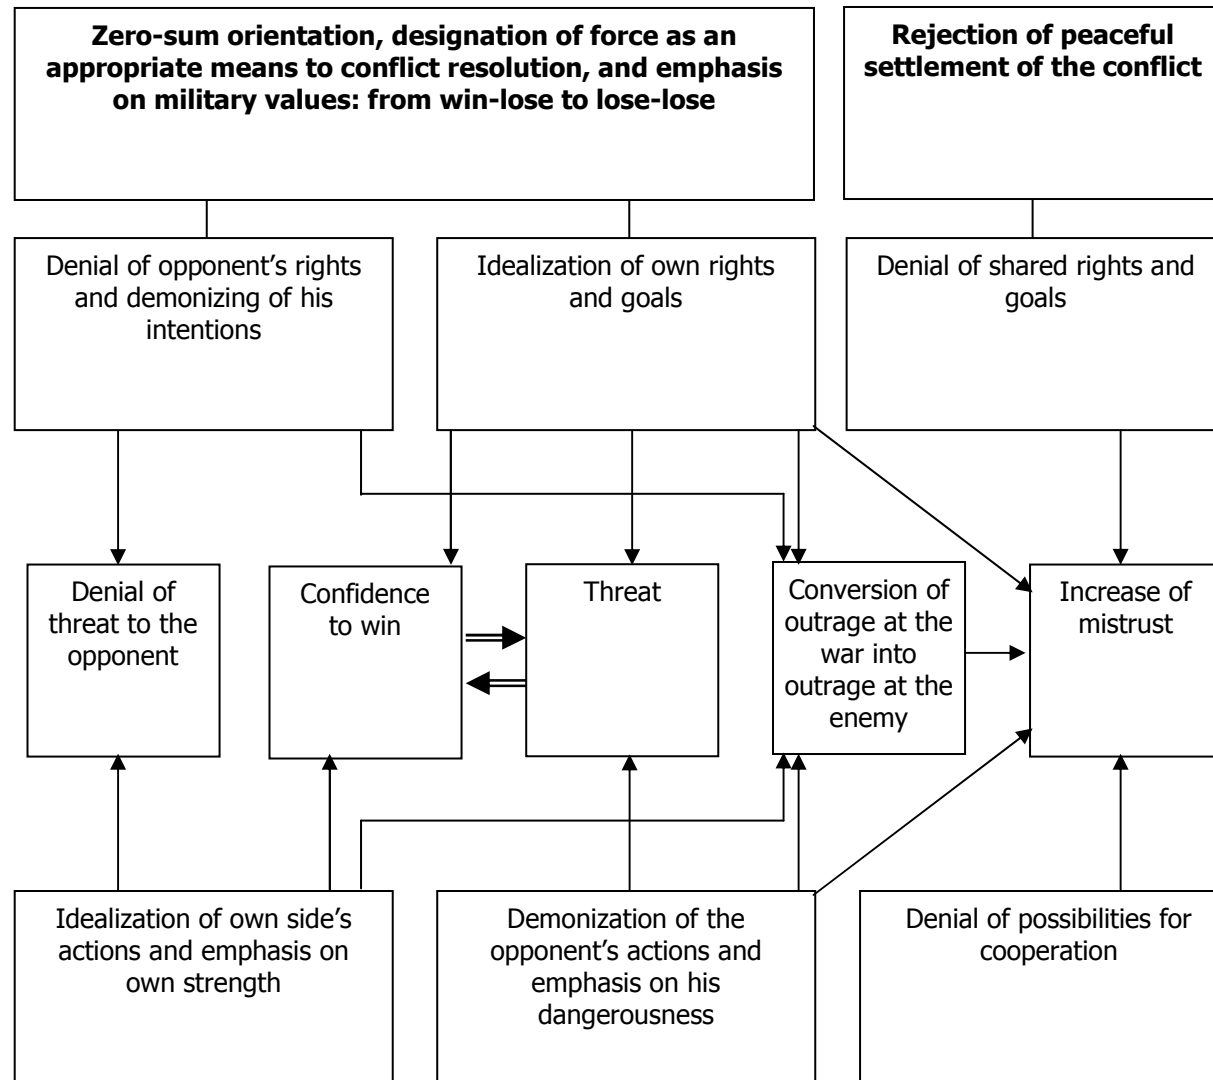 Zero-sum orientation, designation of force as an
appropriate means to conflict resolution, and emphasis
on military values: from win-lose to lose-lose
Rejection of peaceful
settlement of the conflict
Denial of opponent’s rights
and demonizing of his
intentions
Idealization of own rights
and goals
Denial of shared rights and
goals
Denial of
threat to the
opponent
Confidence
to win
Threat
Conversion of
outrage at the
war into
outrage at the
enemy
Increase of
mistrust
Idealization of own side’s
actions and emphasis on
own strength
Demonization of the
opponent’s actions and
emphasis on his
dangerousness
Denial of possibilities for
cooperation